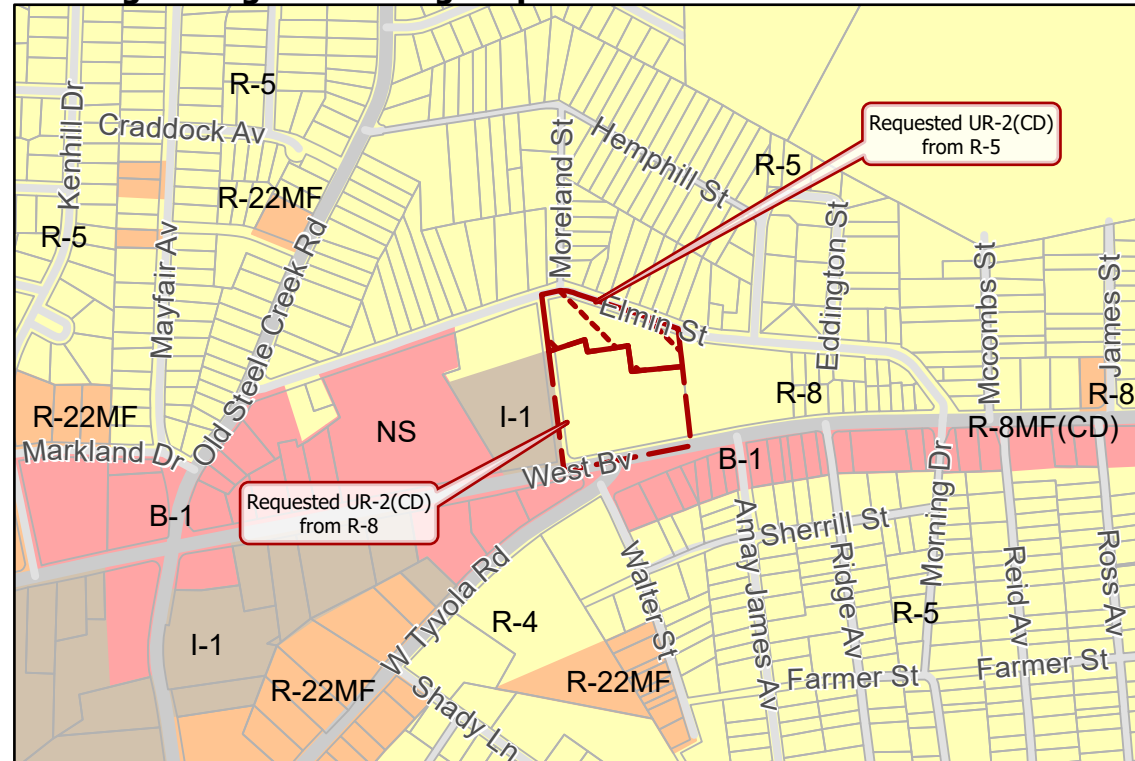 R-5
Kenhill Dr
Craddock Av
Moreland St
Hemphill St
Requested UR-2(CD)
from R-5
R-5
R-22MF
R-5
Mayfair Av
Old Steele Creek Rd
Elmin St
Eddington St
Mccombs St
James St
R-22MF
Markland Dr
NS
I-1
R-8
R-8
R-8MF(CD)
West Bv
B-1
B-1
Requested UR-2(CD)
from R-8
W Tyvola Rd
Walter St
Amay James Av
Sherrill St
Ridge Av
Morning Dr
Reid Av
Ross Av
R-4
R-5
I-1
R-22MF
R-22MF
Shady Ln
Farmer St
Farmer St